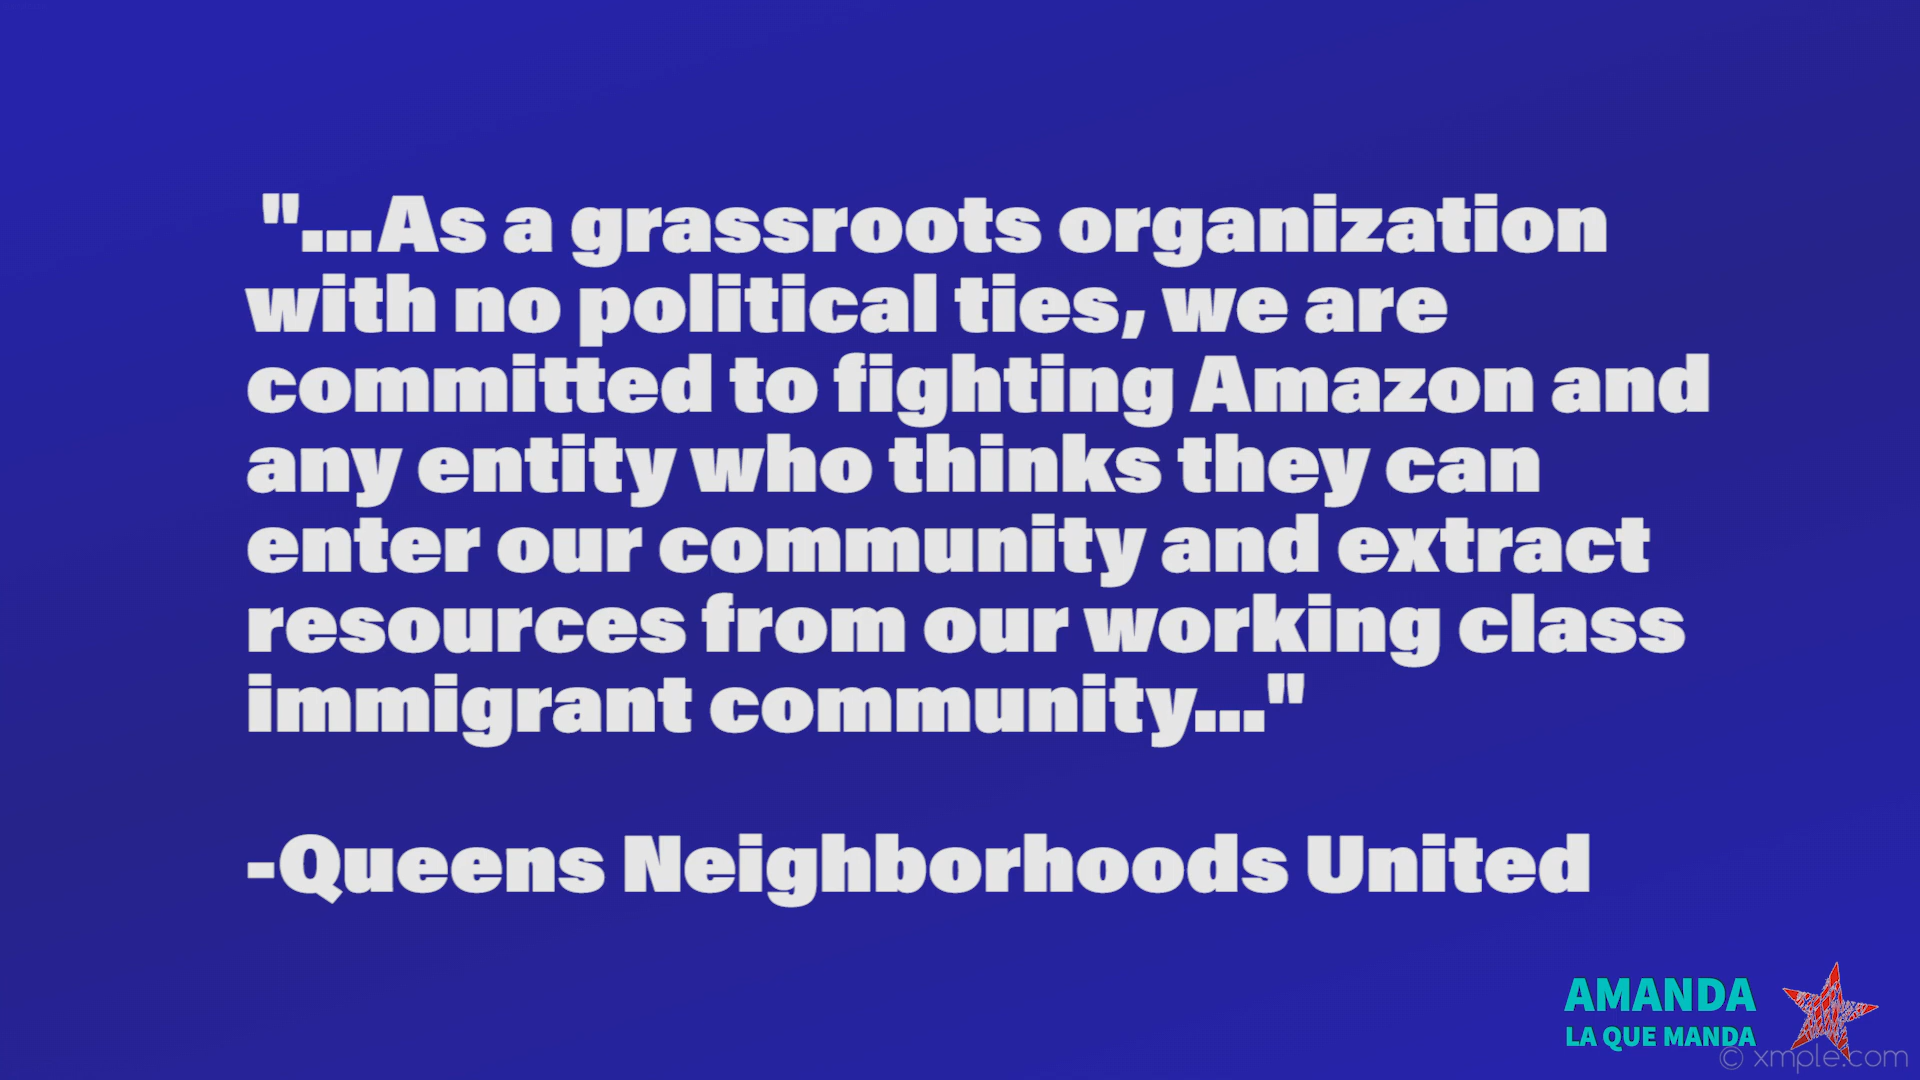 "...As a grassroots organization
with no political ties, we are
committed to fighting Amazon and
any entity who thinks they can
enter our community and extract
resources from our working class
immigrant community..."
-Queens Neighborhoods United
AMANDA
LA QUE MANDA
© xmple.com